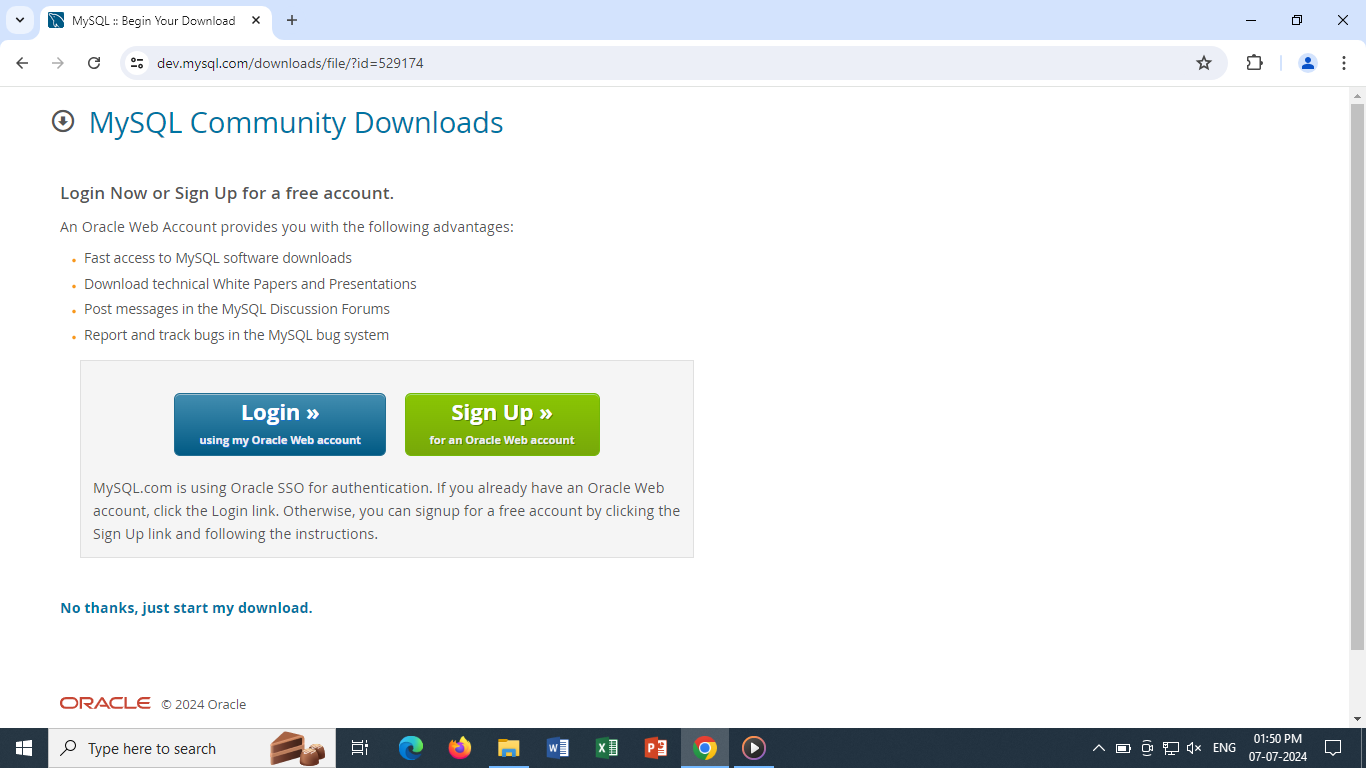 MySQL :: Begin Your Download
dev.mysql.com/downloads/file/?id=529174
MySQL Community Downloads
Login Now or Sign Up for a free account.
An Oracle Web Account provides you with the following advantages:
Fast access to MySQL software downloads
Download technical White Papers and Presentations
Post messages in the MySQL Discussion Forums
Report and track bugs in the MySQL bug system
Login »
using my Oracle Web account
Sign Up »
for an Oracle Web account
MySQL.com is using Oracle SSO for authentication. If you already have an Oracle Web
account, click the Login link. Otherwise, you can signup for a free account by clicking the
Sign Up link and following the instructions.
No thanks, just start my download.
ORACLE © 2024 Oracle
Type here to search
ENG
01:50 PM
07-07-2024